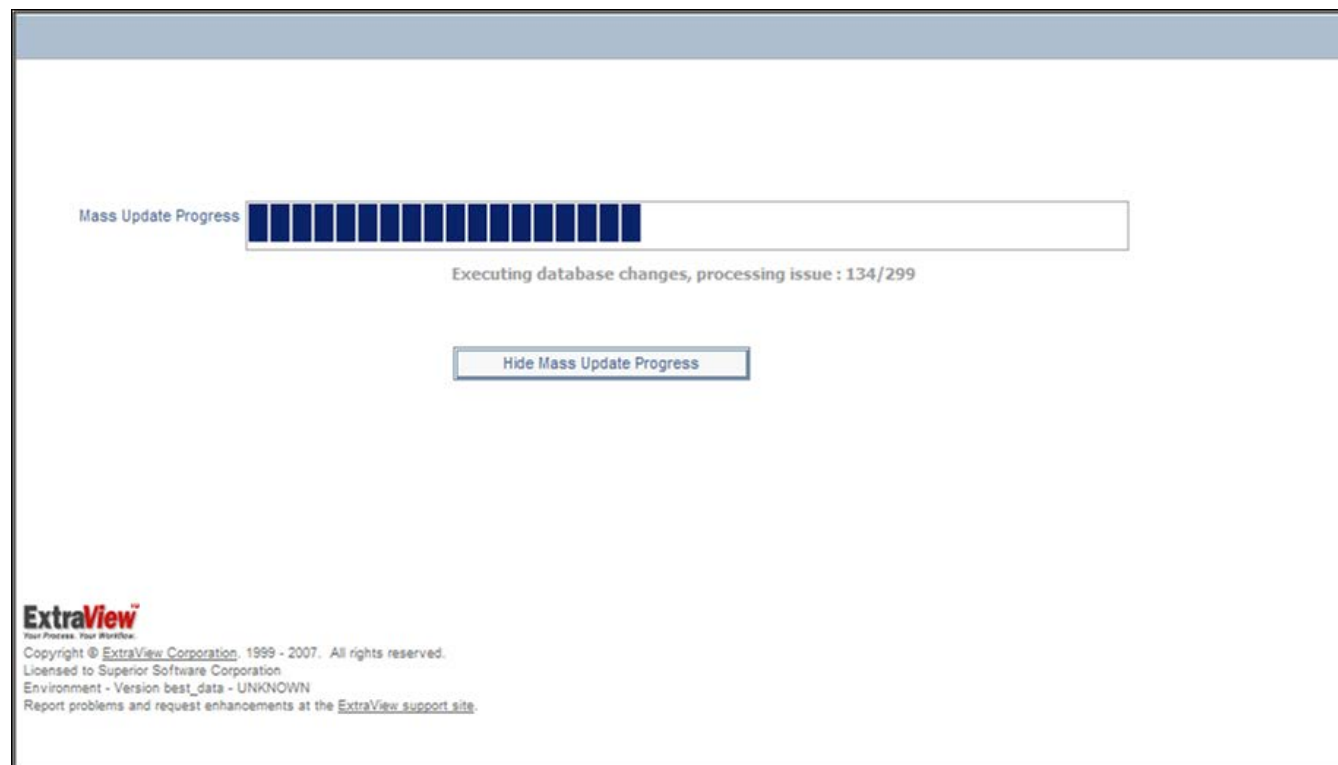 Mass Update Progress
Executing database changes, processing issue : 134/299
Hide Mass Update Progress
ExtraView™
Your Process. Your Workflow.
Copyright © ExtraView Corporation. 1999 - 2007. All rights reserved.
Licensed to Superior Software Corporation
Environment - Version best_data - UNKNOWN
Report problems and request enhancements at the ExtraView support site.